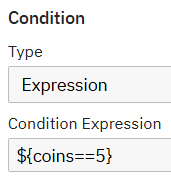 Condition
Type
Expression
Condition Expression
${coins==5}